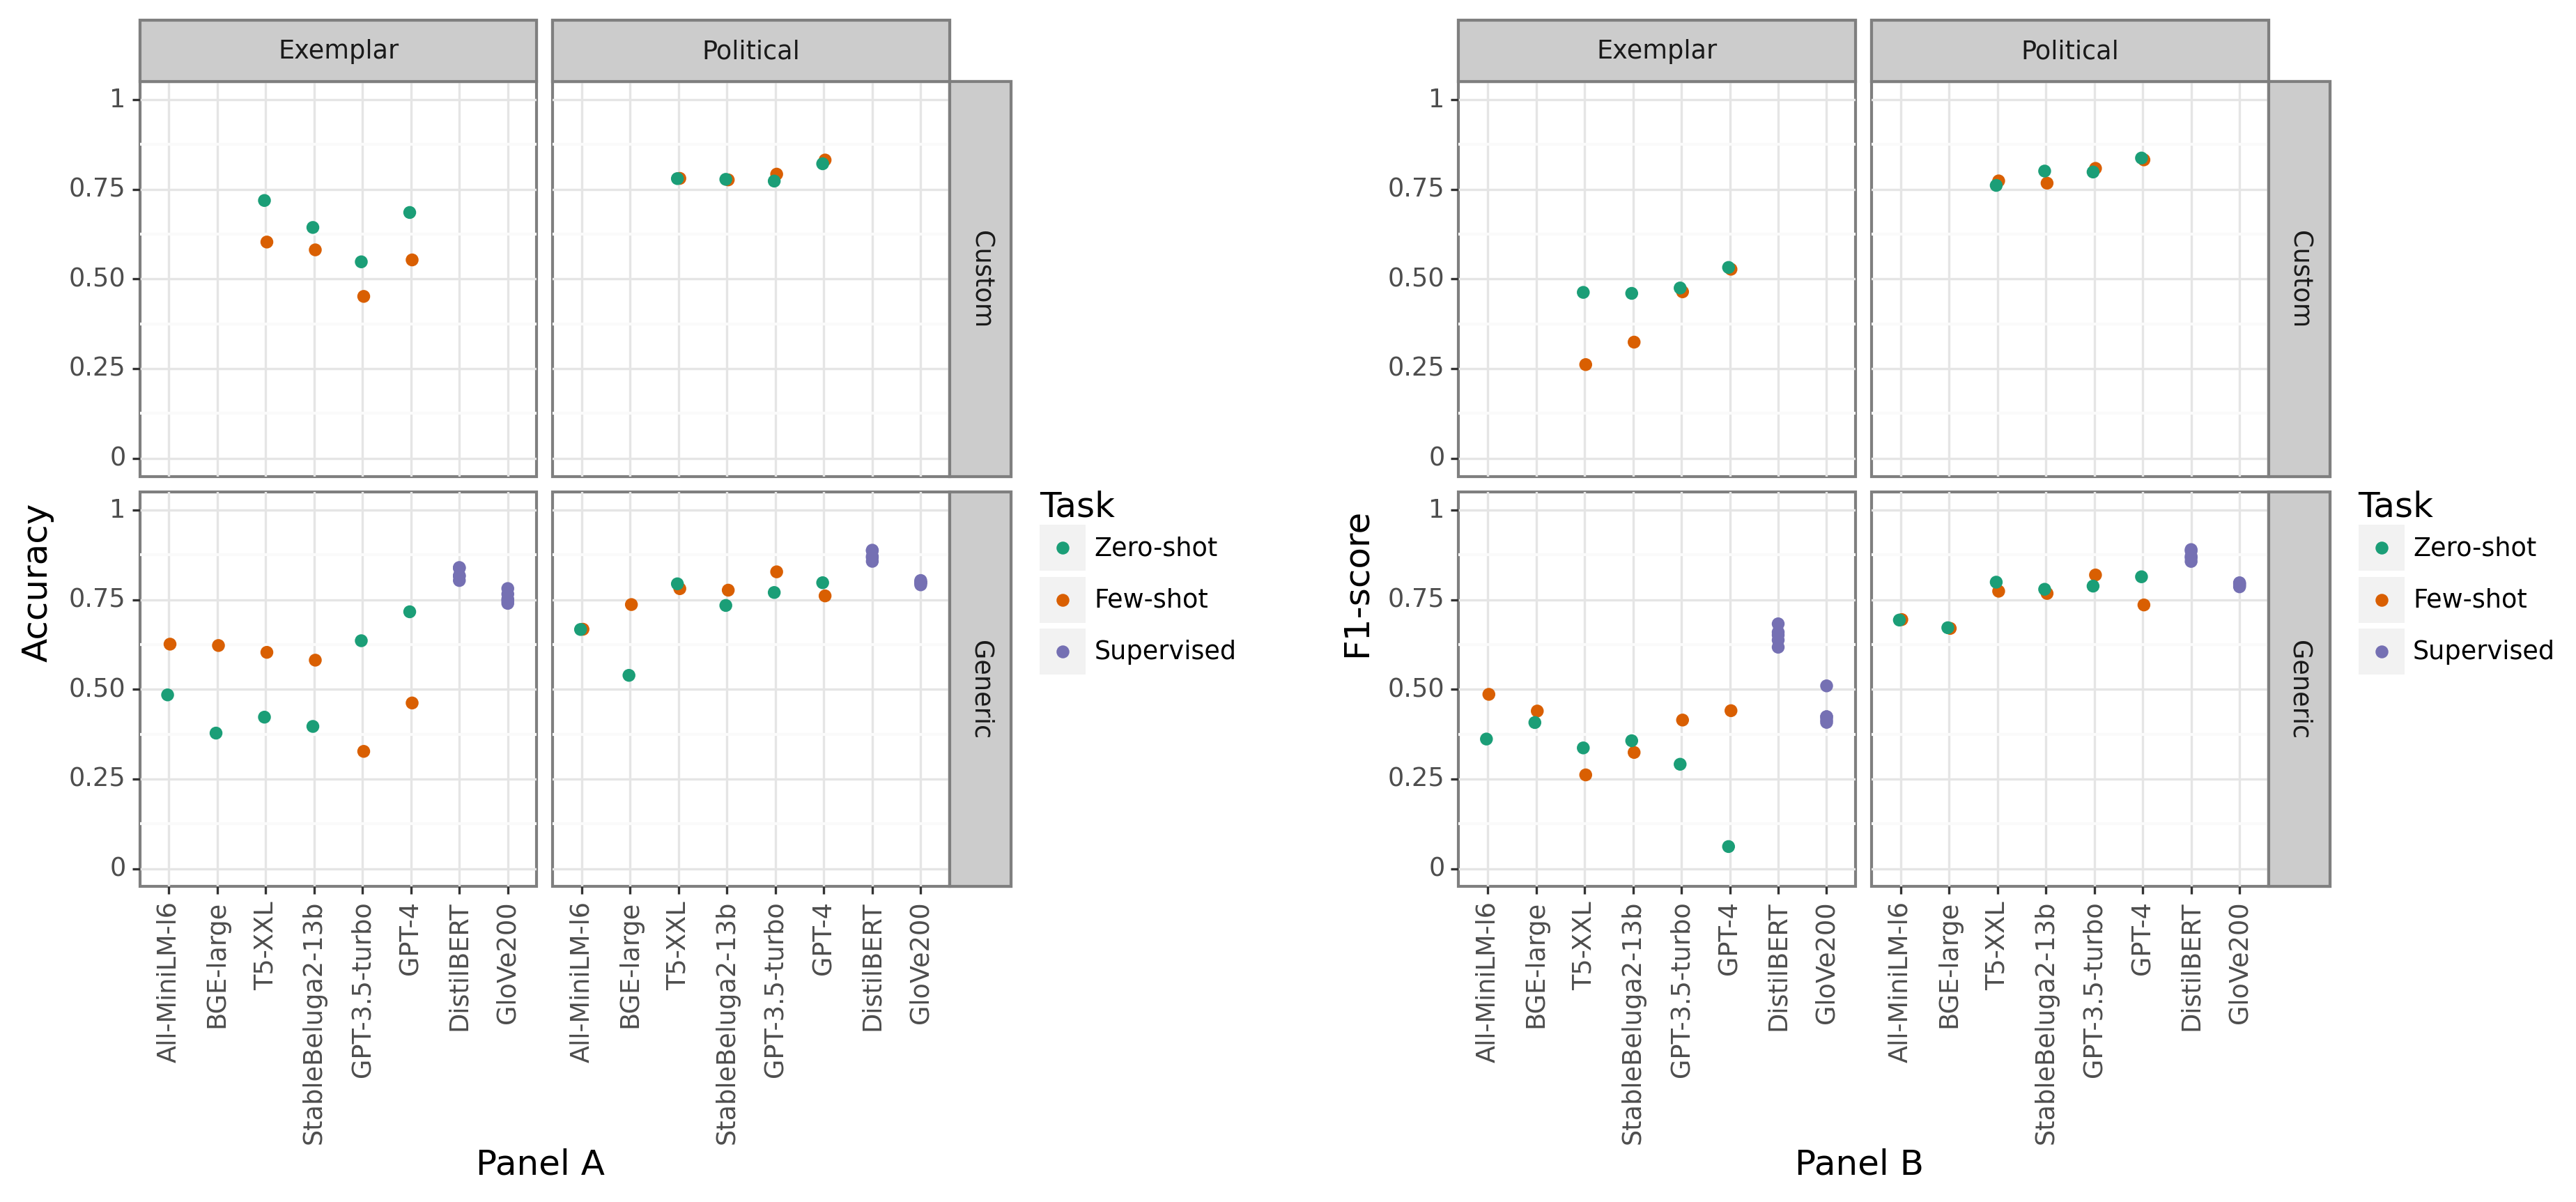 Exemplar
Political
Custom
Generic
1
0.75
0.50
0.25
0
1
0.75
0.50
0.25
0
Accuracy
All-MiniLM-l6
BGE-large
T5-XXL
StableBeluga2-13b
GPT-3.5-turbo
GPT-4
DistilBERT
GloVe200
All-MiniLM-l6
BGE-large
T5-XXL
StableBeluga2-13b
GPT-3.5-turbo
GPT-4
DistilBERT
GloVe200
Panel A
Task
Zero-shot
Few-shot
Supervised
Exemplar
Political
Custom
Generic
1
0.75
0.50
0.25
0
1
0.75
0.50
0.25
0
F1-score
All-MiniLM-l6
BGE-large
T5-XXL
StableBeluga2-13b
GPT-3.5-turbo
GPT-4
DistilBERT
GloVe200
All-MiniLM-l6
BGE-large
T5-XXL
StableBeluga2-13b
GPT-3.5-turbo
GPT-4
DistilBERT
GloVe200
Panel B
Task
Zero-shot
Few-shot
Supervised